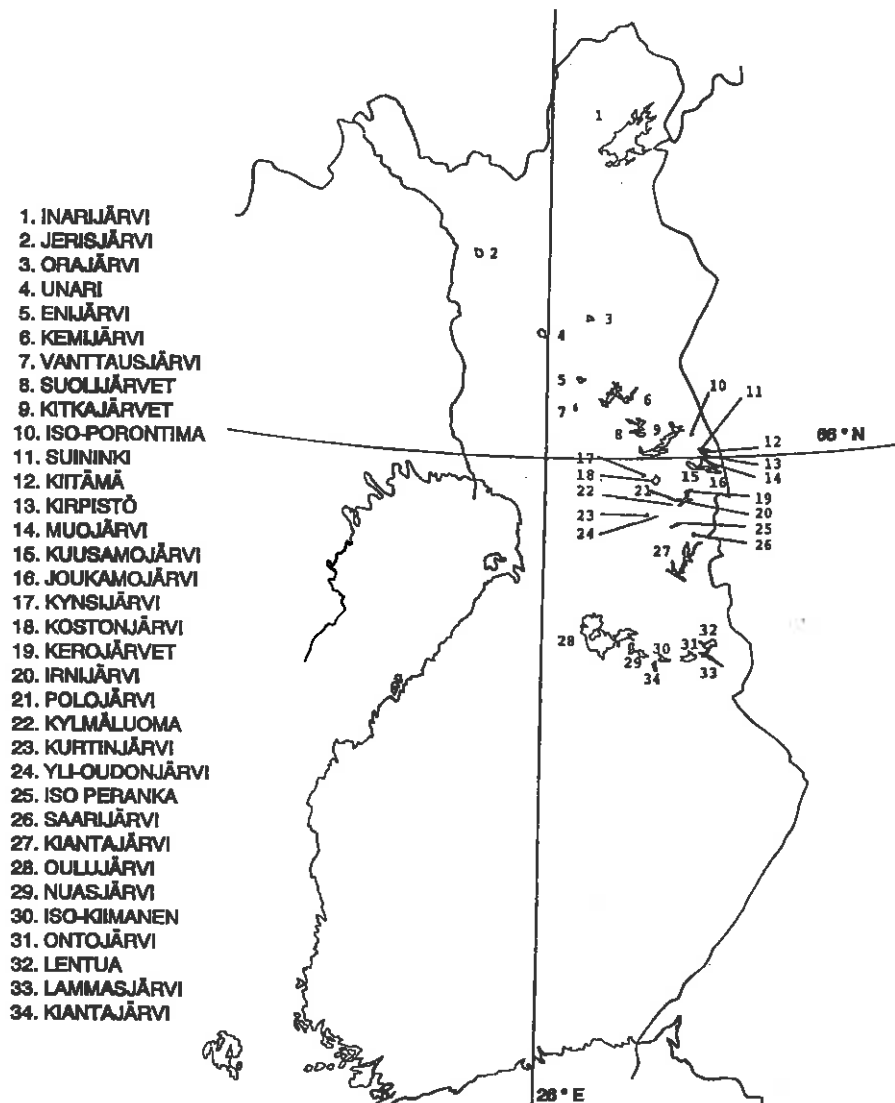 1. INARIJÄRVI
2. JERISJÄRVI
3. ORAJÄRVI
4. UNARI
5. ENIJÄRVI
6. KEMIJÄRVI
7. VANTTAUSJÄRVI
8. SUOLIJÄRVET
9. KITKAJÄRVET
10. ISO-PORONTIMA
11. SUININKI
12. KIITÄMÄ
13. KIRPISTÖ
14. MUOJÄRVI
15. KUUSAMOJÄRVI
16. JOUKAMOJÄRVI
17. KYNSIJÄRVI
18. KOSTONJÄRVI
19. KEROJÄRVET
20. IRNIJÄRVI
21. POLOJÄRVI
22. KYLMÄLUOMA
23. KURTINJÄRVI
24. YLI-OUDONJÄRVI
25. ISO PERANKA
26. SAARIJÄRVI
27. KIANTAJÄRVI
28. OULUJÄRVI
29. NUASJÄRVI
30. ISO-KIIMANEN
31. ONTOJÄRVI
32. LENTUA
33. LAMMASJÄRVI
34. KIANTAJÄRVI
1
2
3
4
5
6
7
8
9
10
11
66° N
12
13
14
15
16
17
18
19
20
21
22
23
24
25
26
27
28
29
30
31
32
33
34
26° E